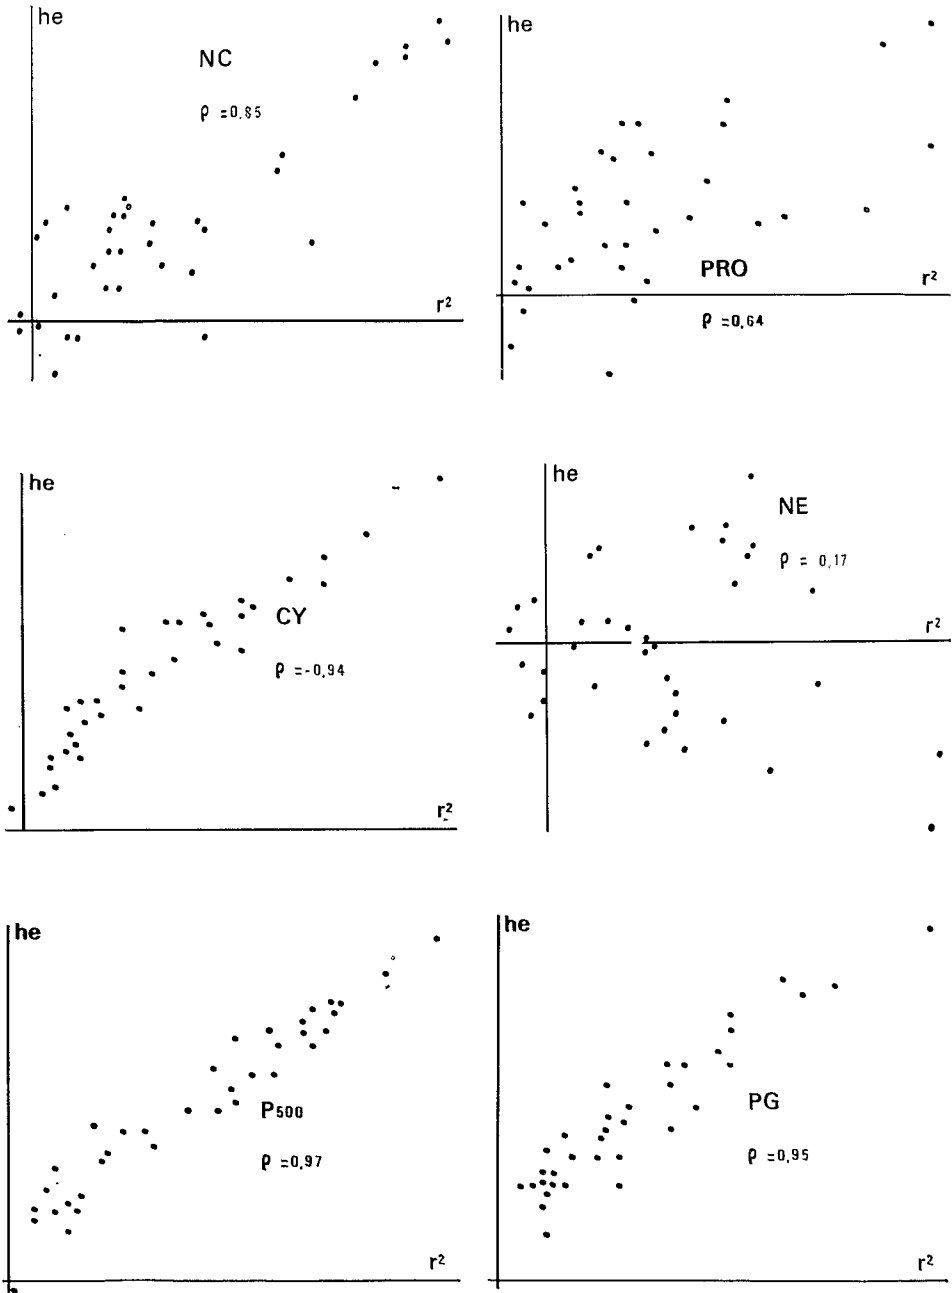 he
NC
ρ =0,85
r²
he
PRO
r²
ρ =0,64
he
CY
ρ =-0,94
r²
he
NE
ρ = 0,17
r²
he
P500
ρ =0,97
r²
he
PG
ρ =0,95
r²